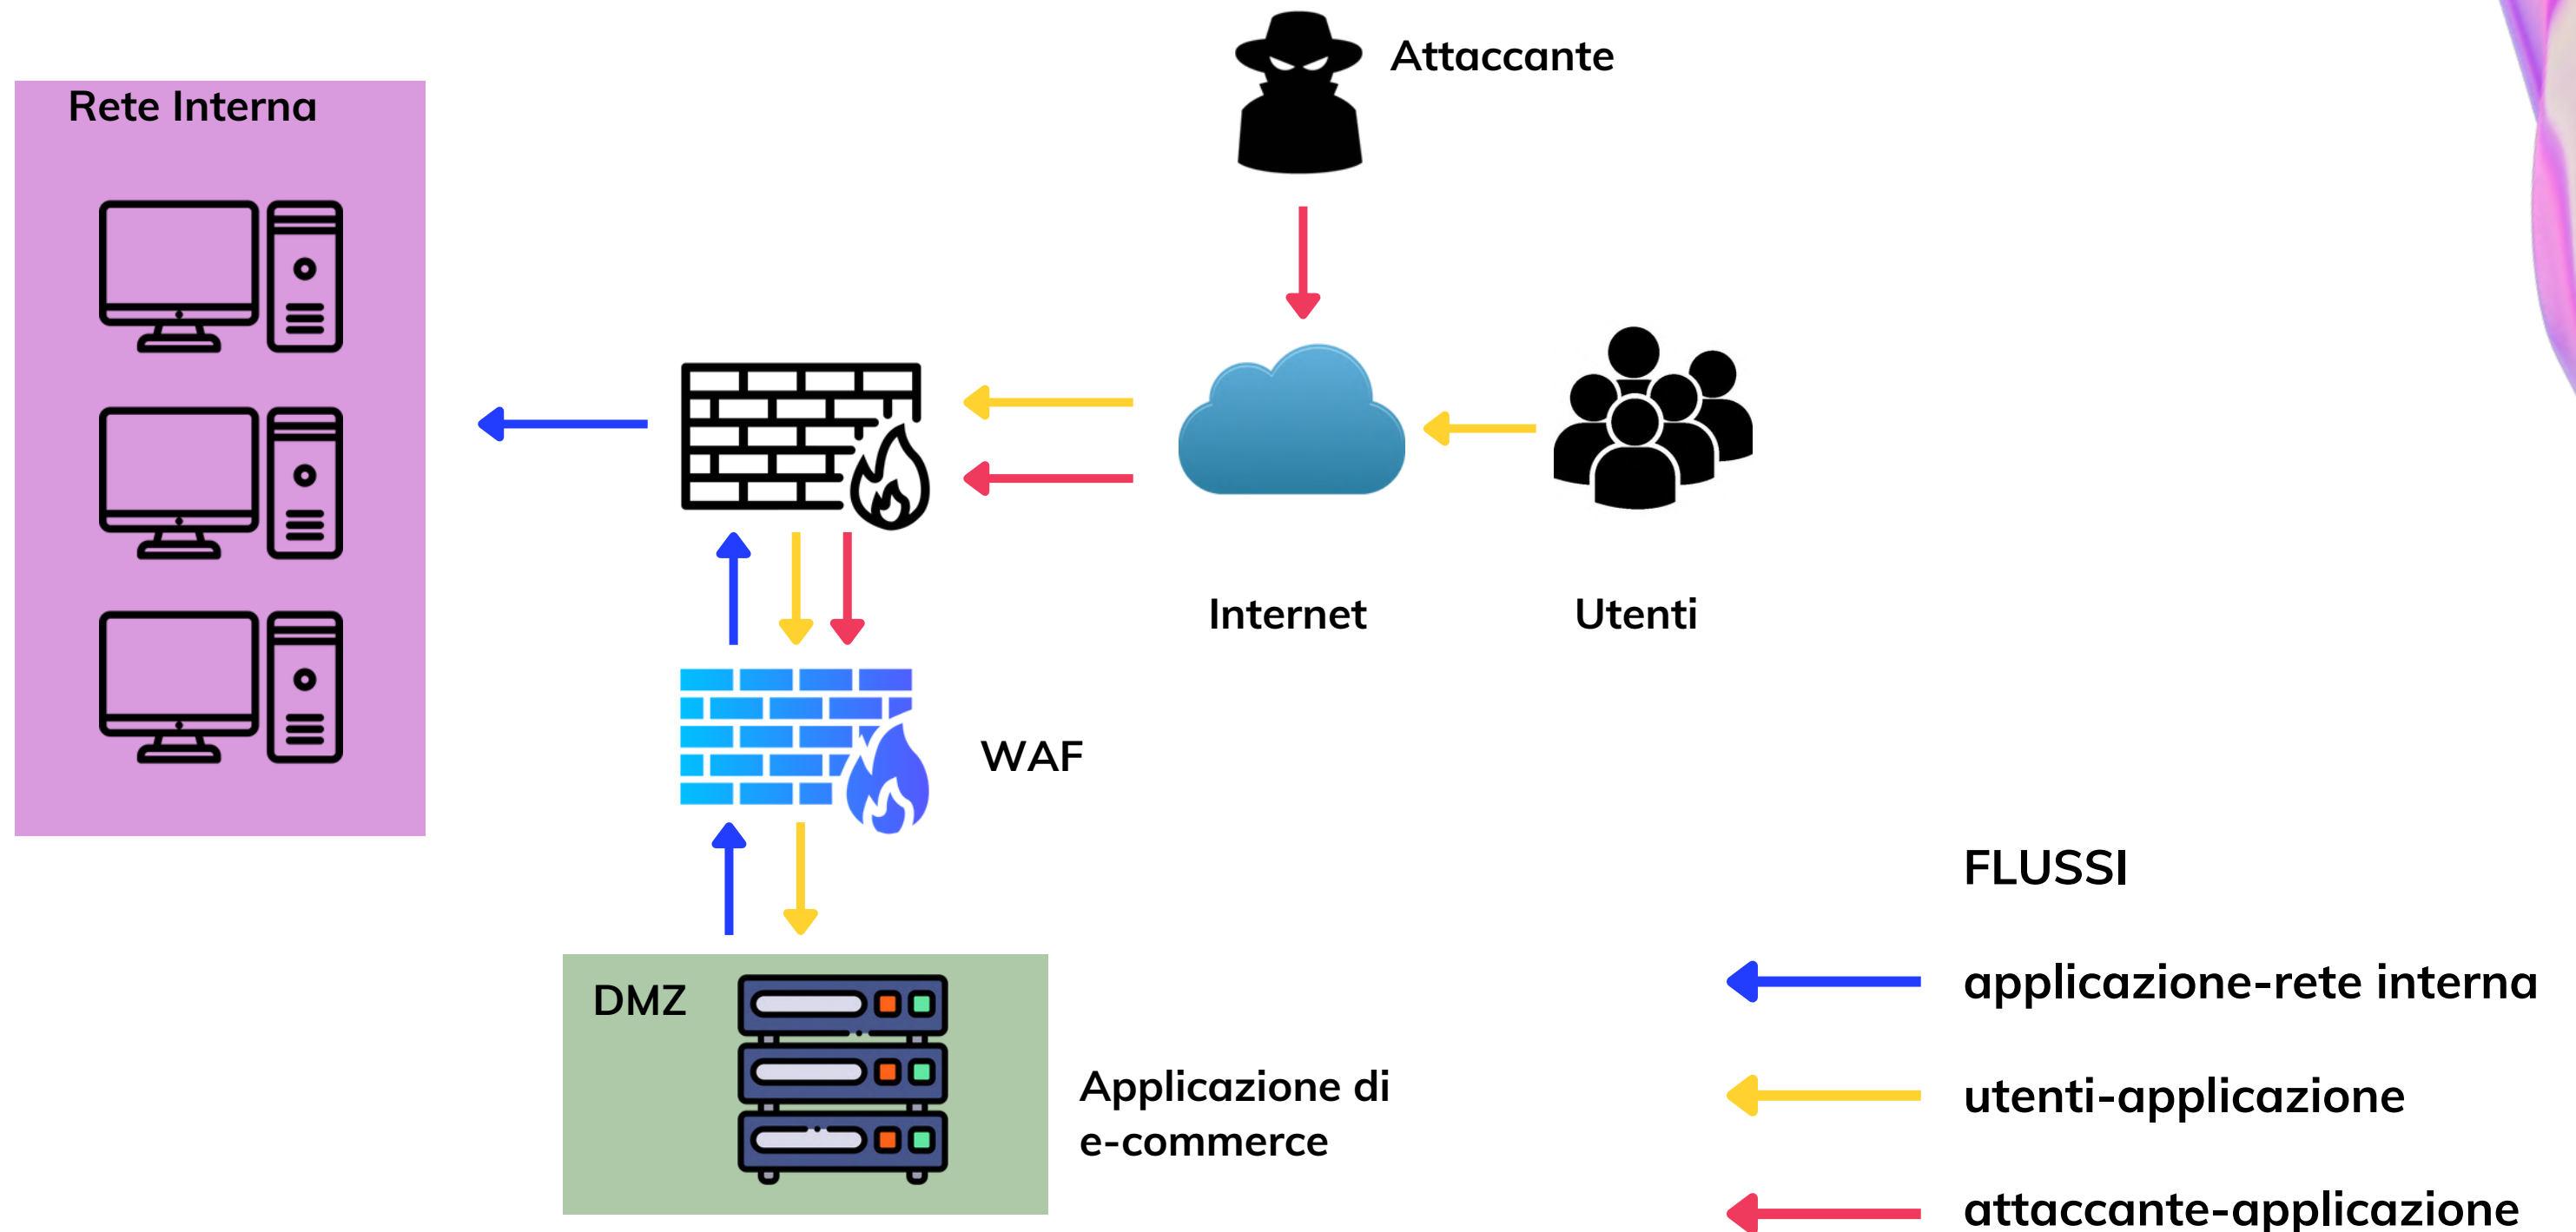 Attaccante
Rete Interna
Internet
Utenti
WAF
DMZ
Applicazione di
e-commerce
FLUSSI
applicazione-rete interna
utenti-applicazione
attaccante-applicazione